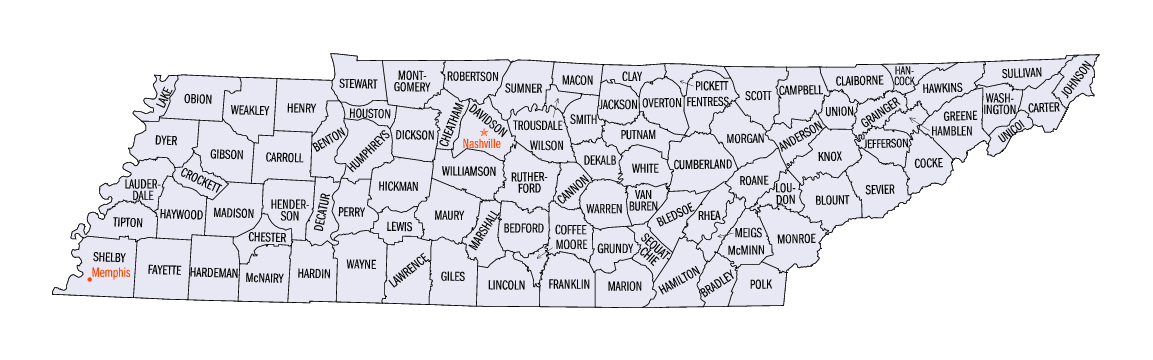 LAKE
OBION
WEAKLEY
HENRY
STEWART
MONT-
GOMERY
ROBERTSON
SUMNER
MACON
CLAY
PICKETT
FENTRESS
SCOTT
CAMPBELL
CLAIBORNE
HAN-
COCK
HAWKINS
SULLIVAN
JOHNSON
DYER
GIBSON
CARROLL
BENTON
HOUSTON
HUMPHREYS
DICKSON
CHEATHAM
DAVIDSON
Nashville
TROUSDALE
WILSON
SMITH
JACKSON
OVERTON
PUTNAM
MORGAN
ANDERSON
UNION
GRAINGER
HAMBLEN
GREENE
WASH-
INGTON
CARTER
UNICOI
LAUDER-
DALE
CROCKETT
TIPTON
HAYWOOD
MADISON
HENDER-
SON
DECATUR
PERRY
HICKMAN
WILLIAMSON
RUTHER-
FORD
CANNON
DEKALB
WHITE
CUMBERLAND
ROANE
LOU-
DON
KNOX
JEFFERSON
COCKE
SEVIER
BLOUNT
SHELBY
Memphis
FAYETTE
HARDEMAN
CHESTER
McNAIRY
HARDIN
WAYNE
LEWIS
MAURY
LAWRENCE
GILES
MARSHALL
BEDFORD
COFFEE
MOORE
LINCOLN
FRANKLIN
WARREN
VAN
BUREN
GRUNDY
SEQUAT-
CHIE
BLEDSOE
RHEA
MEIGS
McMINN
MONROE
MARION
HAMILTON
BRADLEY
POLK